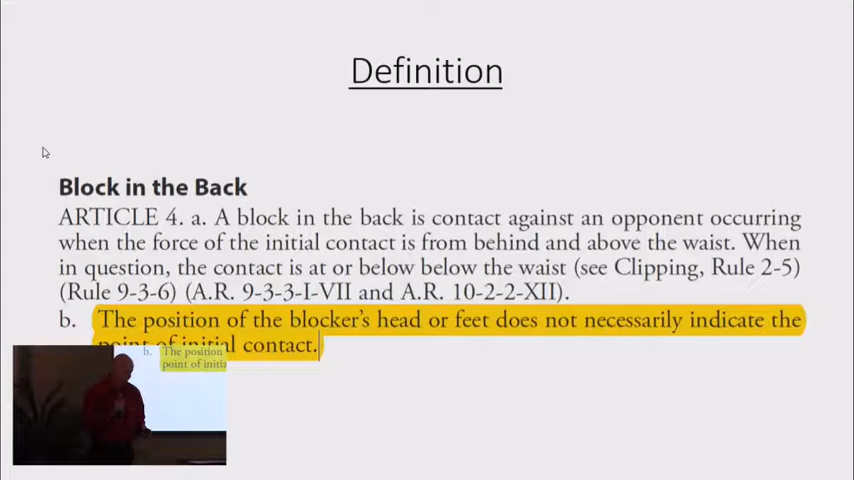 Definition
Block in the Back
ARTICLE 4. a. A block in the back is contact against an opponent occurring
when the force of the initial contact is from behind and above the waist. When
in question, the contact is at or below below the waist (see Clipping, Rule 2-5)
(Rule 9-3-6) (A.R. 9-3-3-I-VII and A.R. 10-2-2-XII).
b. The position of the blocker's head or feet does not necessarily indicate the
point of initial contact.
b. The position
point of initia